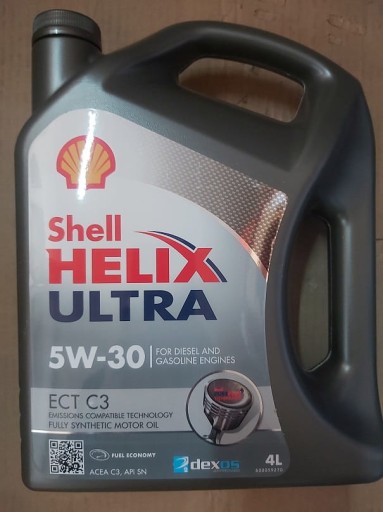 Shell
HELIX
ULTRA
5W-30
FOR DIESEL AND
GASOLINE ENGINES
ECT C3
EMISSIONS COMPATIBLE TECHNOLOGY
FULLY SYNTHETIC MOTOR OIL
FUEL ECONOMY
ACEA C3, API SN
dexos
4L